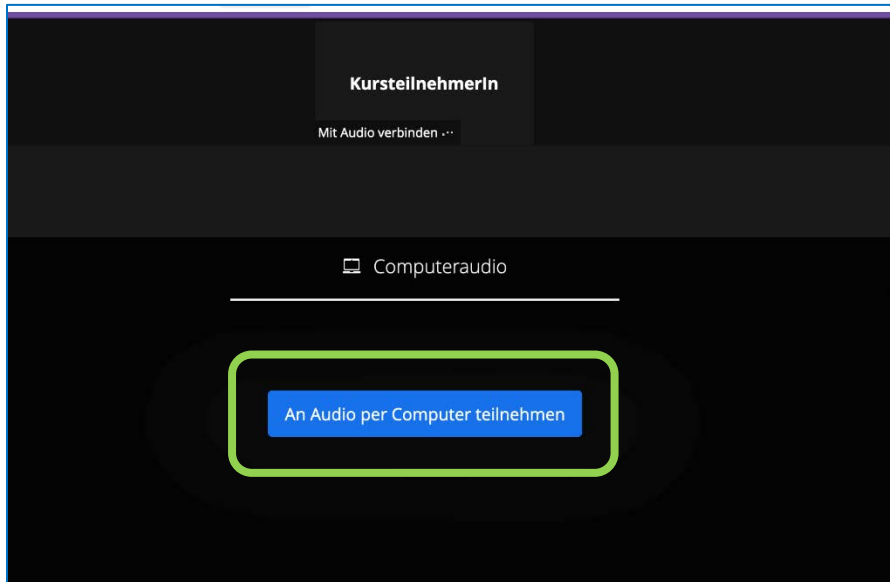 KursteilnehmerIn
Mit Audio verbinden ...
Computeraudio
An Audio per Computer teilnehmen